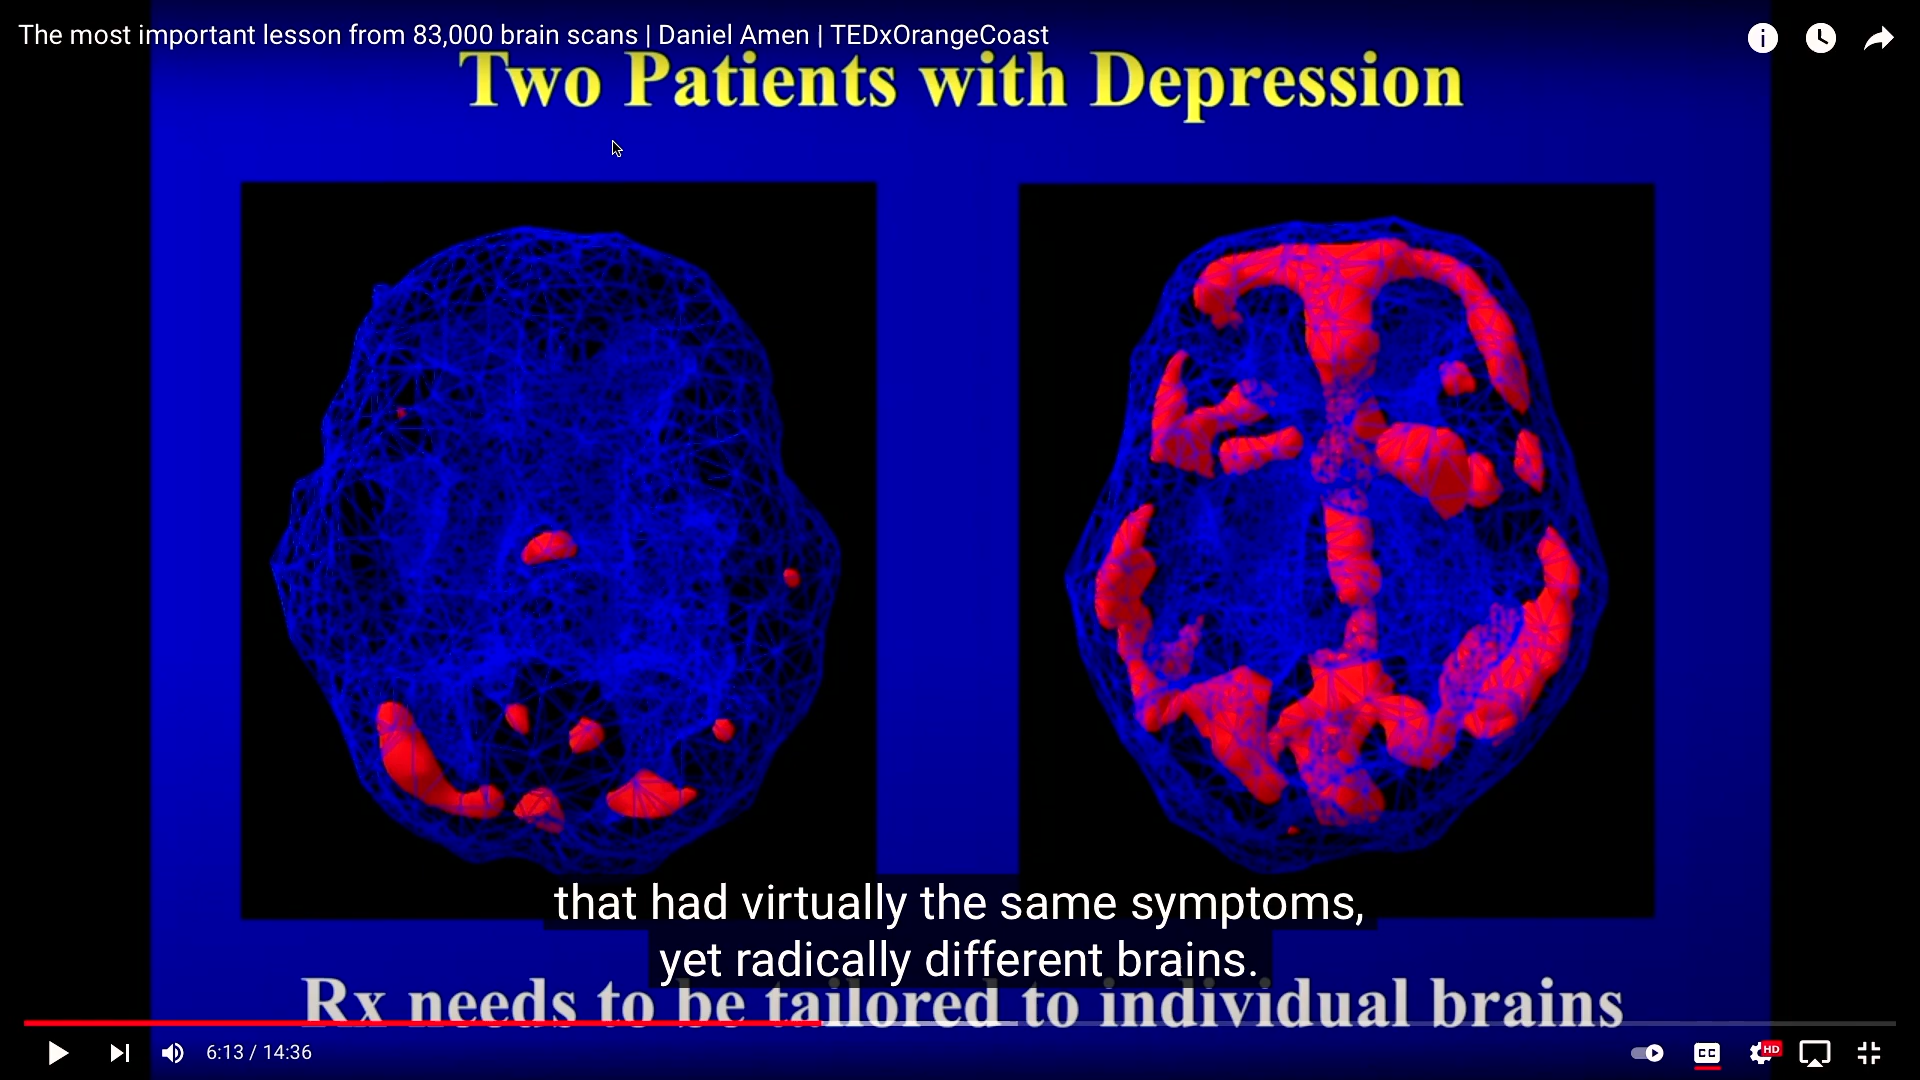 The most important lesson from 83,000 brain scans | Daniel Amen | TEDxOrangeCoast
Two Patients with Depression
that had virtually the same symptoms,
yet radically different brains.
Rx needs to be tailored to individual brains
6:13 / 14:36
CC
HD